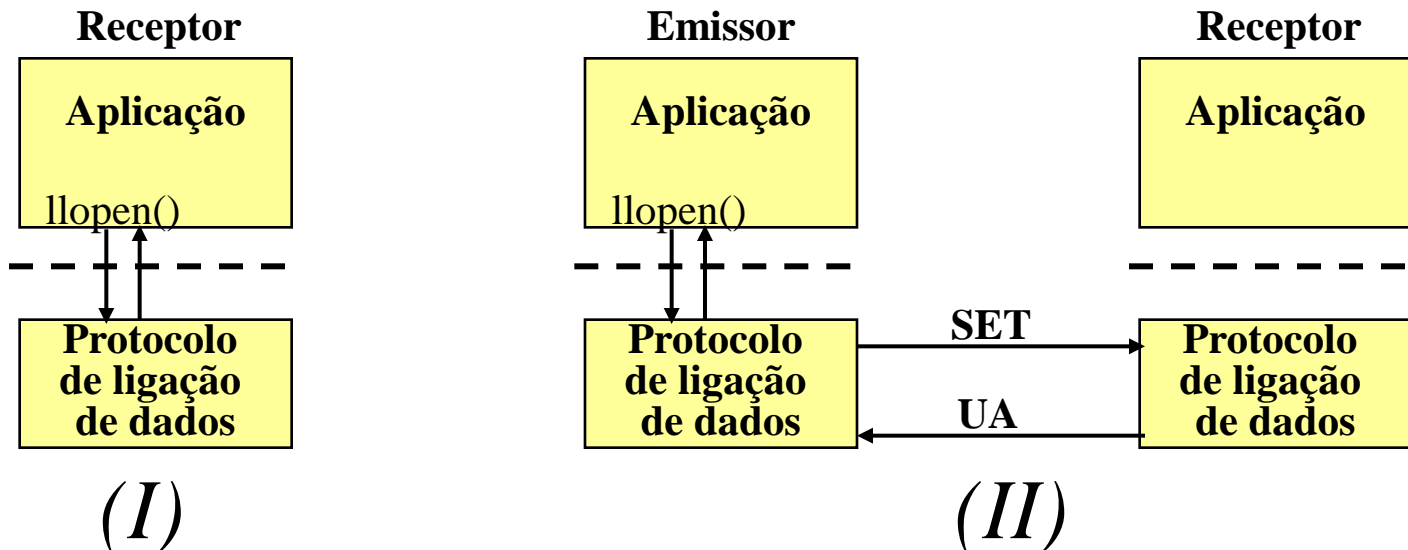 Receptor
Aplicação
llopen()
Protocolo
de ligação
de dados
(I)
Emissor
Receptor
Aplicação
Aplicação
llopen()
Protocolo
de ligação
de dados
SET
UA
Protocolo
de ligação
de dados
(II)